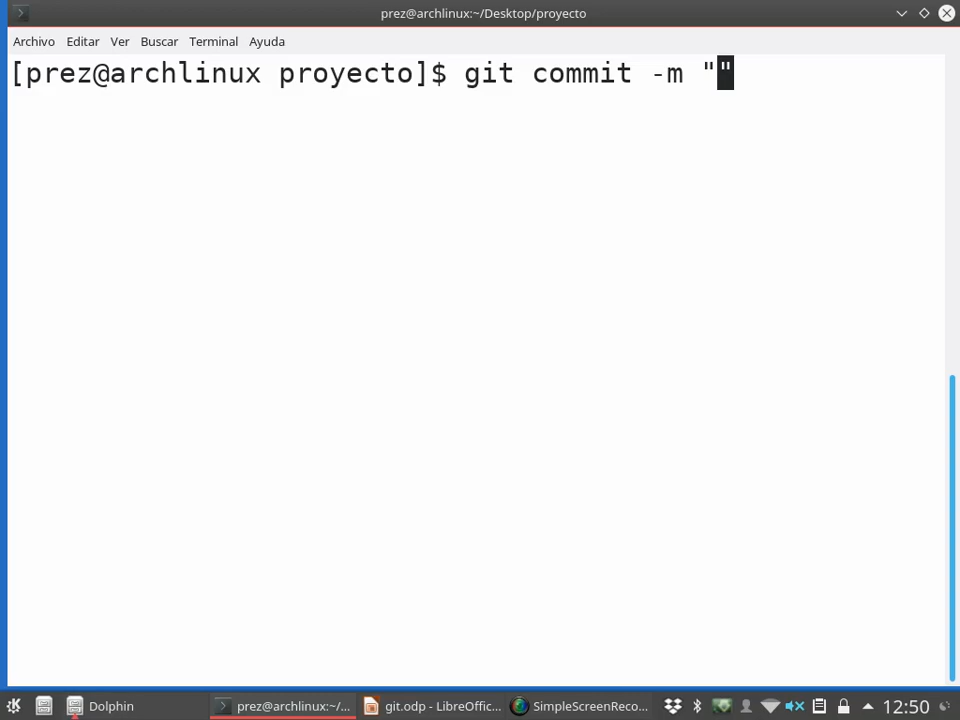 prez@archlinux:~/Desktop/proyecto
Archivo Editar Ver Buscar Terminal Ayuda
[prez@archlinux proyecto]$ git commit -m ""
Dolphin prez@archlinux:~/... git.odp - LibreOffic... SimpleScreenReco... 12:50